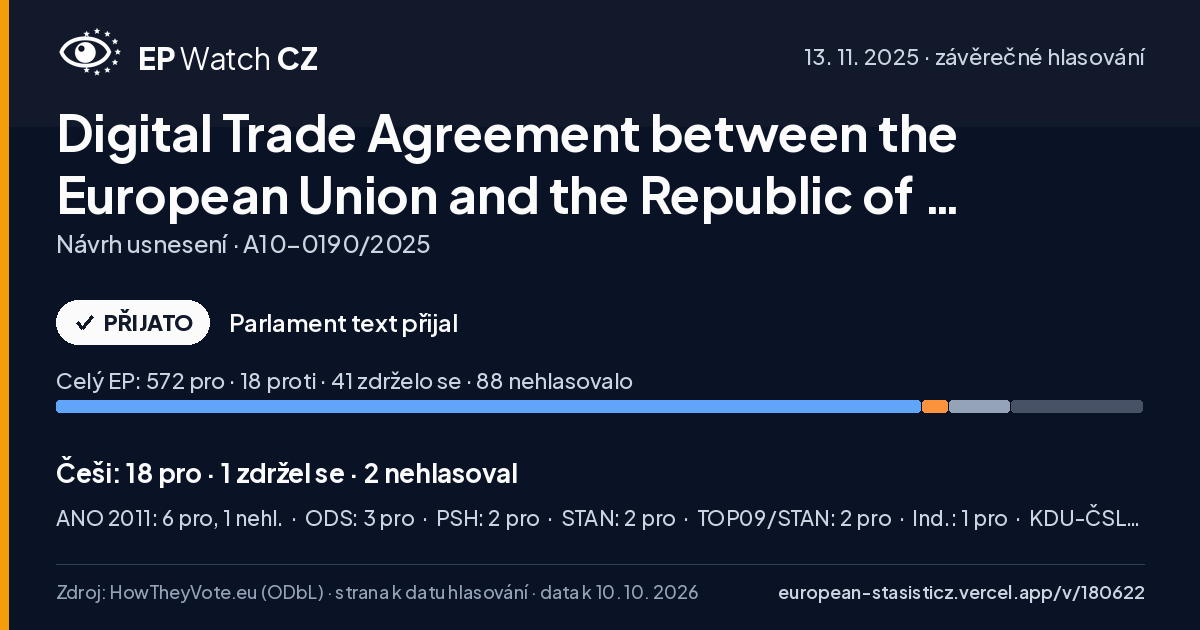 EP Watch CZ
13. 11. 2025 · závěrečné hlasování
Digital Trade Agreement between the
European Union and the Republic of …
Návrh usnesení · A10-0190/2025
✓ PŘIJATO
Parlament text přijal
Celý EP: 572 pro · 18 proti · 41 zdrželo se · 88 nehlasovalo
Češi: 18 pro · 1 zdržel se · 2 nehlasoval
ANO 2011: 6 pro, 1 nehl. · ODS: 3 pro · PSH: 2 pro · STAN: 2 pro · TOP09/STAN: 2 pro · Ind.: 1 pro · KDU-ČSL…
Zdroj: HowTheyVote.eu (ODbL) · strana k datu hlasování · data k 10. 10. 2026
european-stasisticz.vercel.app/v/180622